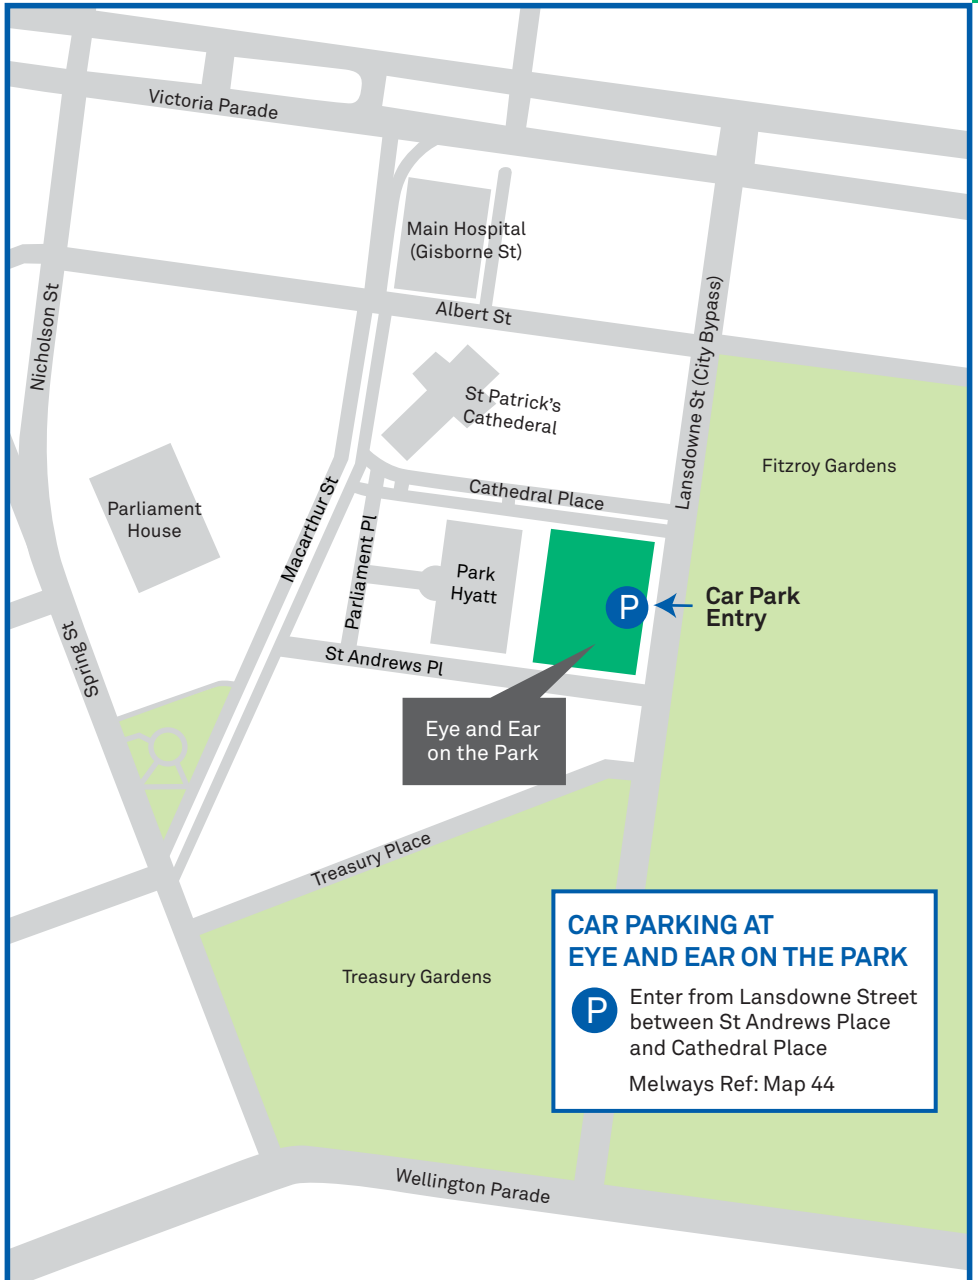 Victoria Parade
Main Hospital
(Gisborne St)
Albert St
Nicholson St
Lansdowne St (City Bypass)
St Patrick's
Cathederal
Fitzroy Gardens
Cathedral Place
Parliament
House
Macarthur St
Parliament Pl
Park
Hyatt
P
Car Park
Entry
Spring St
St Andrews Pl
Eye and Ear
on the Park
Treasury Place
Treasury Gardens
CAR PARKING AT
EYE AND EAR ON THE PARK
P
Enter from Lansdowne Street
between St Andrews Place
and Cathedral Place
Melways Ref: Map 44
Wellington Parade